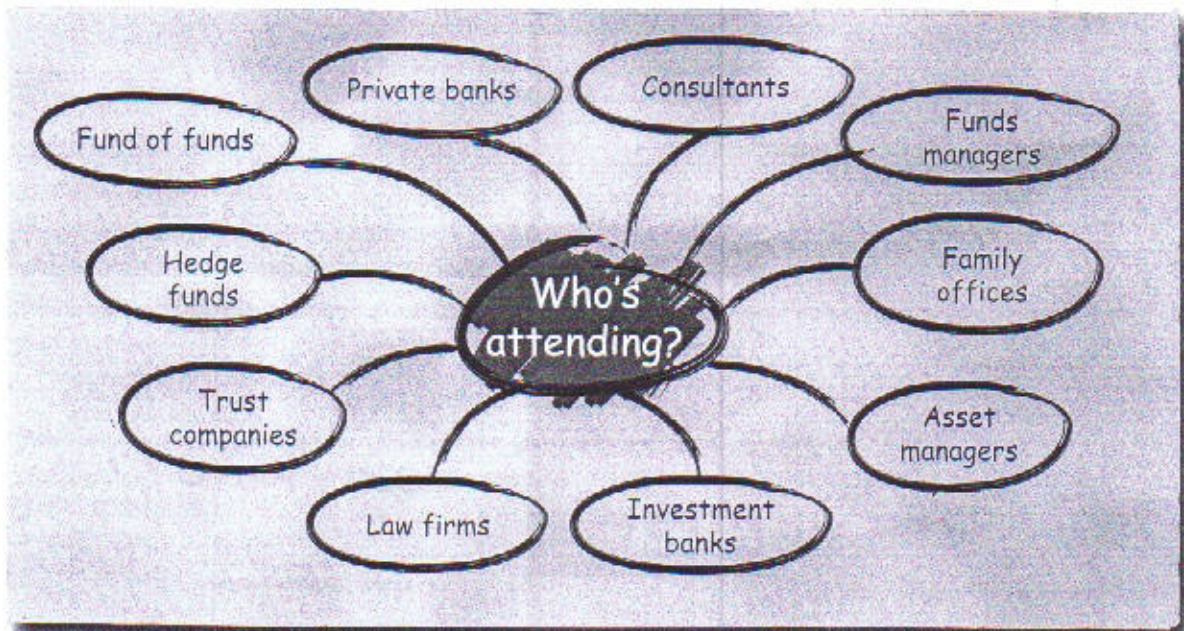 Private banks
Consultants
Fund of funds
Funds
managers
Hedge
funds
Who's
attending?
Family
offices
Trust
companies
Asset
managers
Law firms
Investment
banks